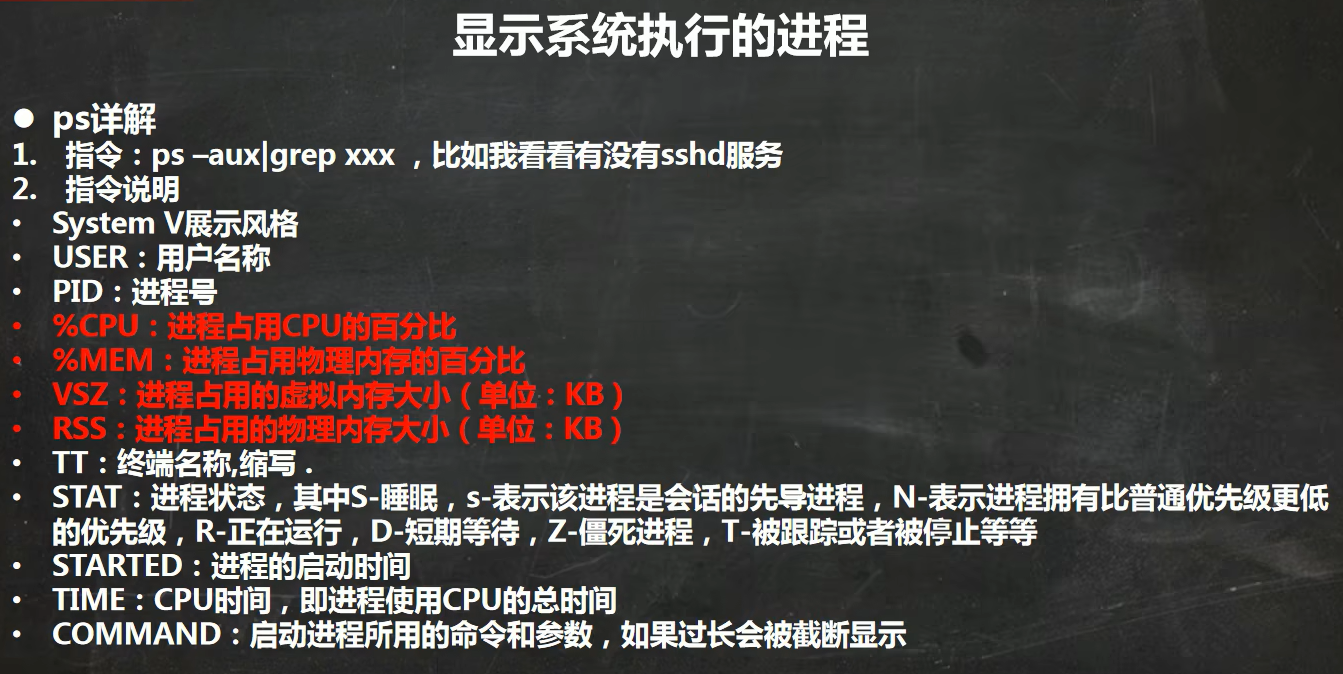 显示系统执行的进程
● ps详解
1. 指令：ps –aux|grep xxx ，比如我看看有没有sshd服务
2. 指令说明
• System V展示风格
• USER：用户名称
• PID：进程号
• %CPU：进程占用CPU的百分比
• %MEM：进程占用物理内存的百分比
• VSZ：进程占用的虚拟内存大小（单位：KB）
• RSS：进程占用的物理内存大小（单位：KB）
• TT：终端名称,缩写 .
• STAT：进程状态，其中S-睡眠，s-表示该进程是会话的先导进程，N-表示进程拥有比普通优先级更低
的优先级，R-正在运行，D-短期等待，Z-僵死进程，T-被跟踪或者被停止等等
• STARTED：进程的启动时间
• TIME：CPU时间，即进程使用CPU的总时间
• COMMAND：启动进程所用的命令和参数，如果过长会被截断显示